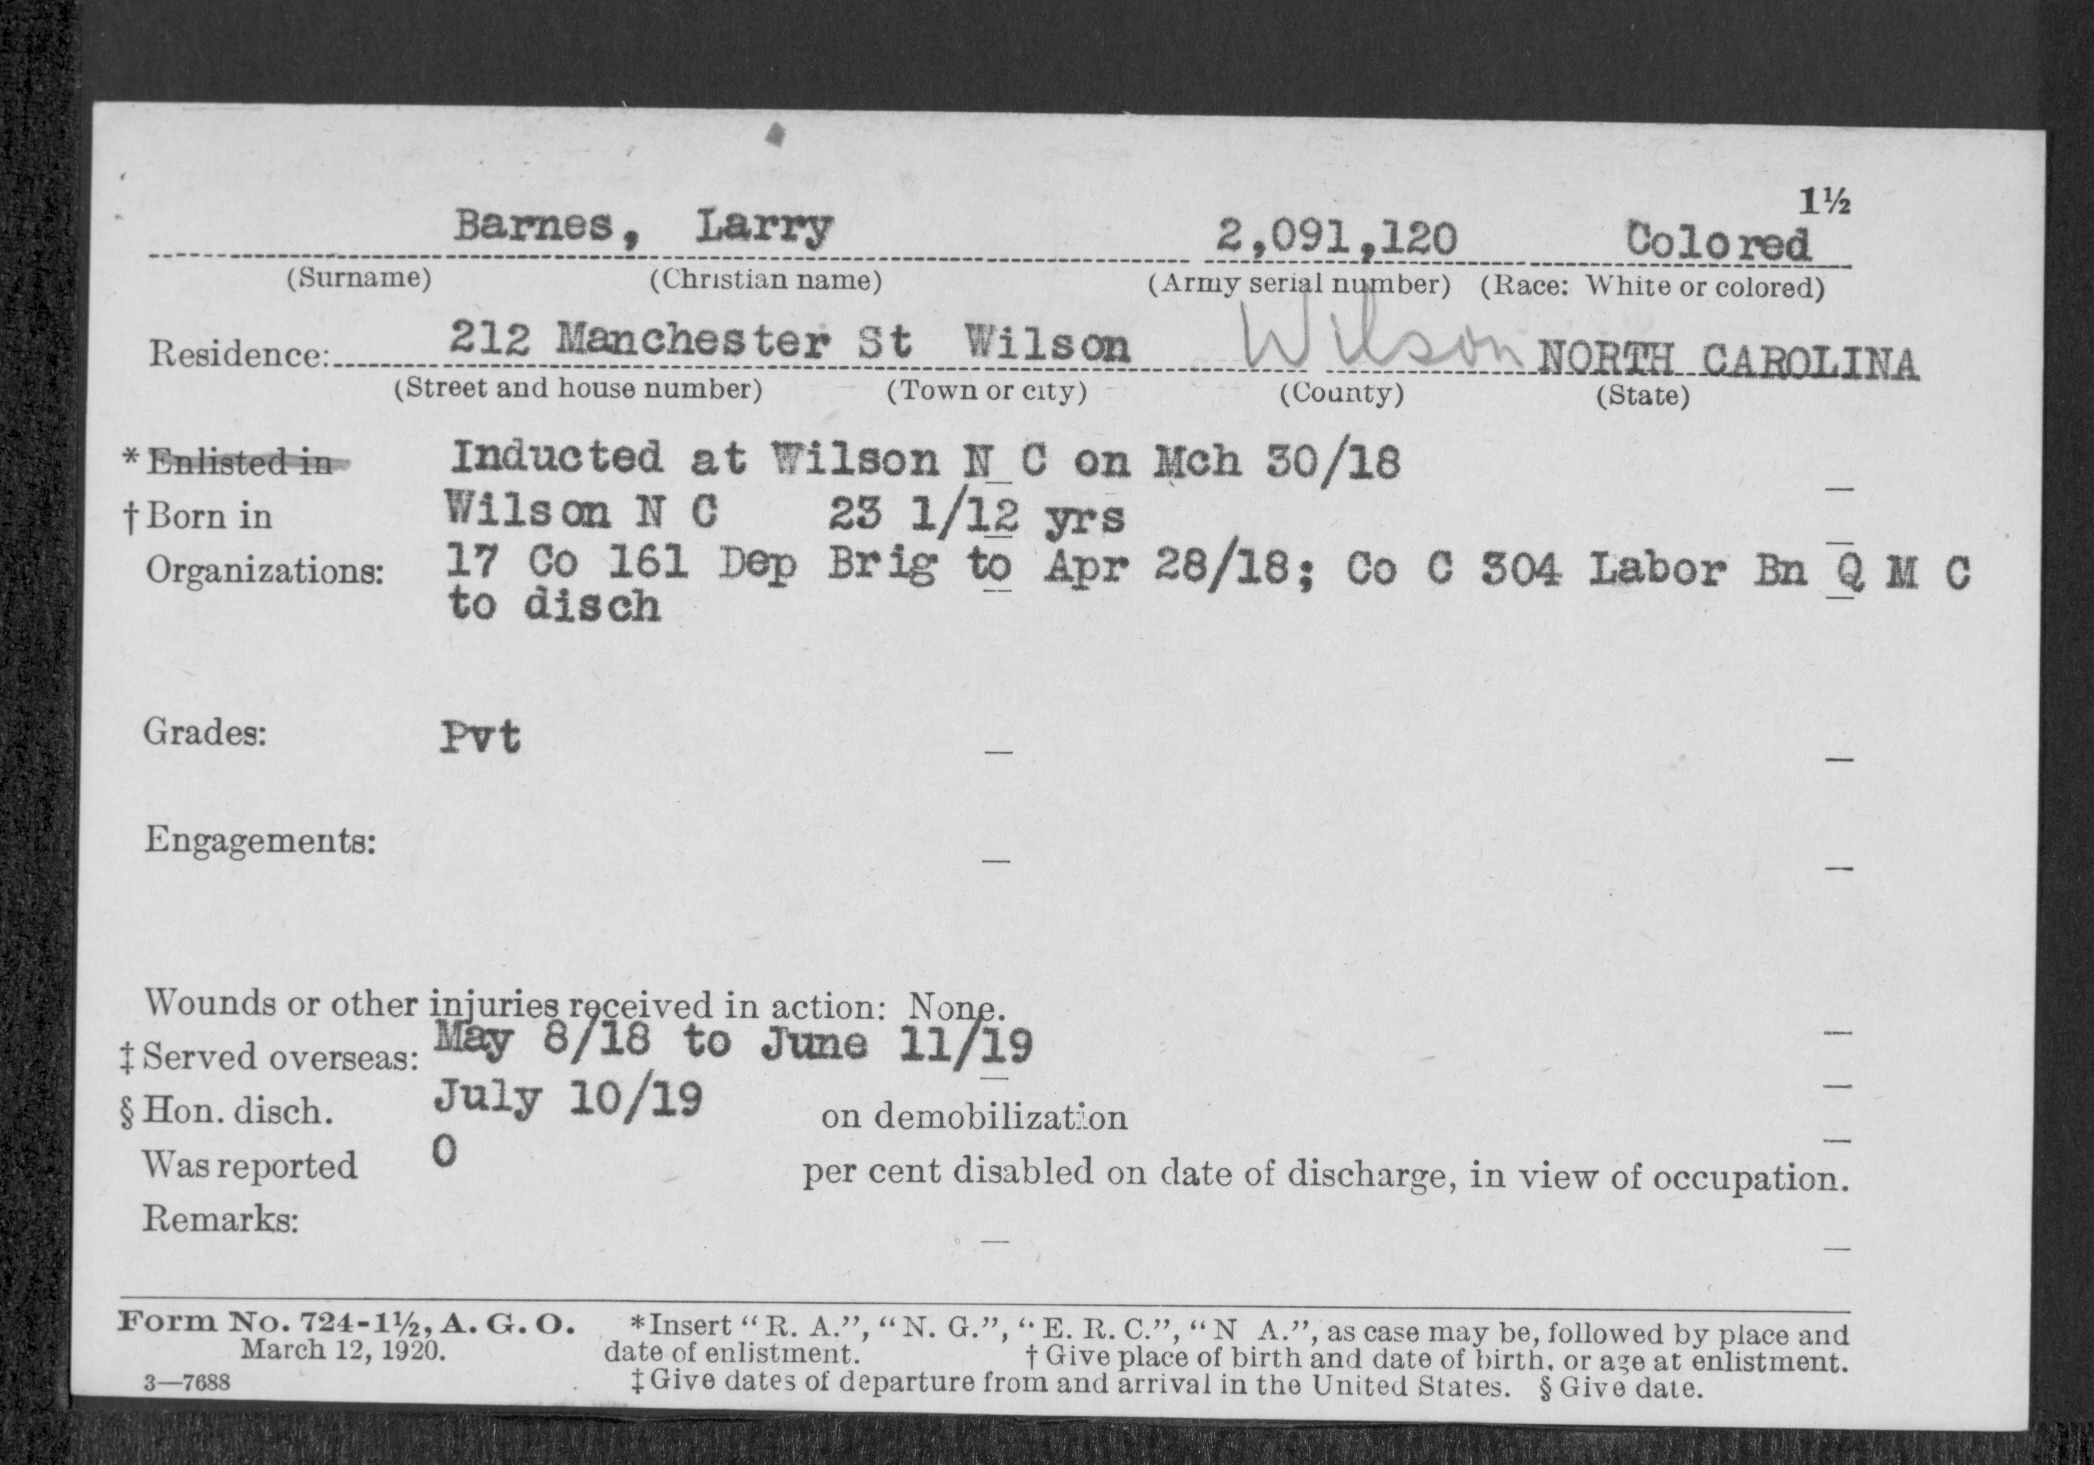 1½
Barnes, Larry 2,091,120 Colored
(Surname) (Christian name) (Army serial number) (Race: White or colored)
Residence: 212 Manchester St Wilson Wilson NORTH CAROLINA
(Street and house number) (Town or city) (County) (State)
* Enlisted in Inducted at Wilson N C on Mch 30/18
† Born in Wilson N C 23 1/12 yrs
Organizations: 17 Co 161 Dep Brig to Apr 28/18; Co C 304 Labor Bn Q M C
to disch
Grades: Pvt
Engagements:
Wounds or other injuries received in action: None.
‡ Served overseas: May 8/18 to June 11/19
§ Hon. disch. July 10/19 on demobilization
Was reported 0 per cent disabled on date of discharge, in view of occupation.
Remarks:
Form No. 724-1½, A. G. O. *Insert "R. A.", "N. G.", "E. R. C.", "N A.", as case may be, followed by place and
March 12, 1920. date of enlistment. † Give place of birth and date of birth, or age at enlistment.
3—7688 ‡ Give dates of departure from and arrival in the United States. § Give date.